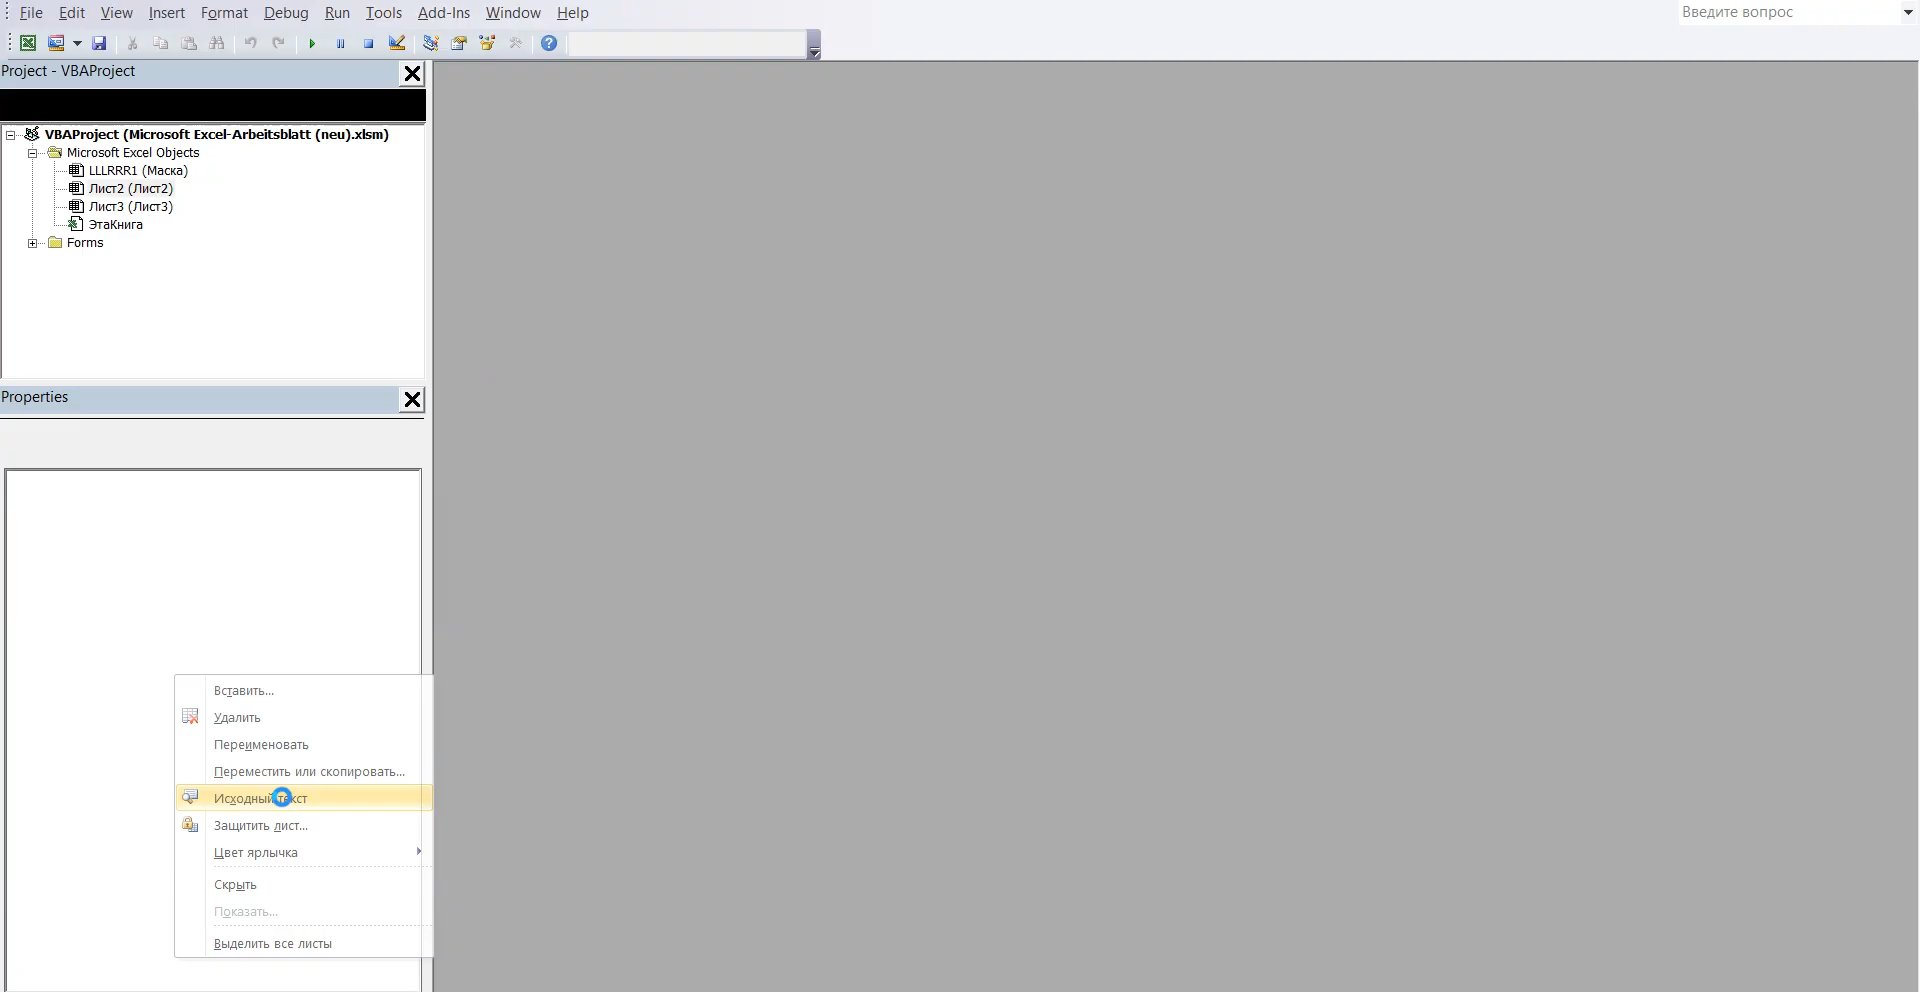 File Edit View Insert Format Debug Run Tools Add-Ins Window Help
Введите вопрос
Project - VBAProject
VBAProject (Microsoft Excel-Arbeitsblatt (neu).xlsm)
Microsoft Excel Objects
LLLRRR1 (Маска)
Лист2 (Лист2)
Лист3 (Лист3)
ЭтаКнига
Forms
Properties
Вставить...
Удалить
Переименовать
Переместить или скопировать...
Исходный текст
Защитить лист...
Цвет ярлычка
Скрыть
Показать...
Выделить все листы